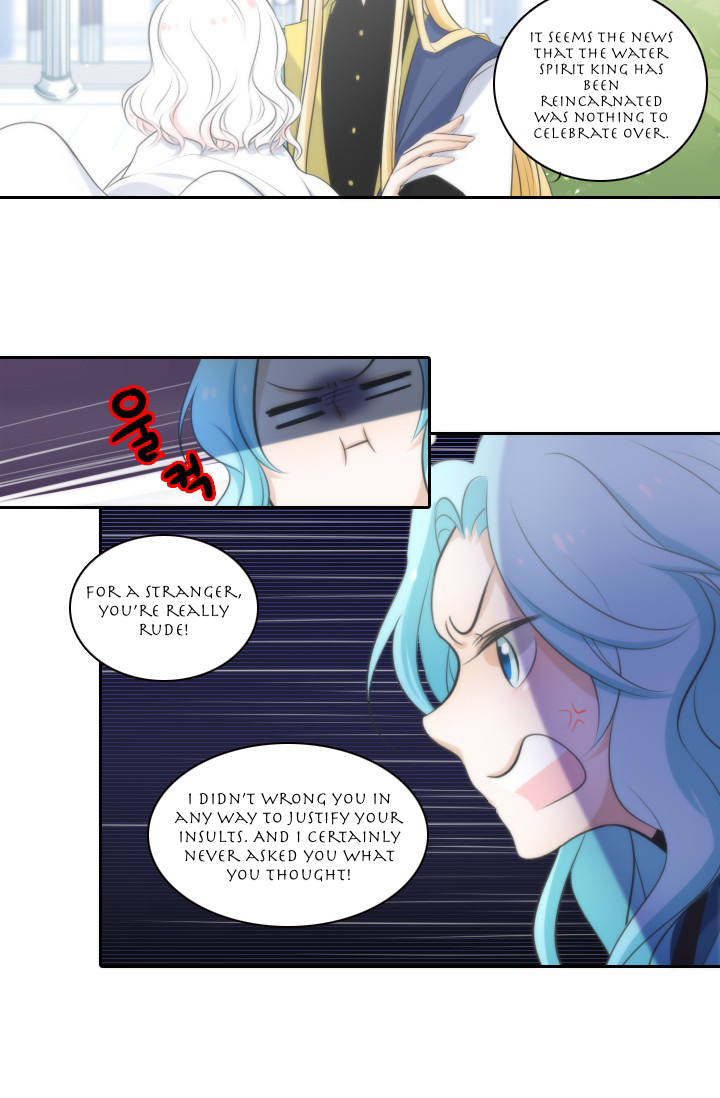 IT SEEMS THE NEWS
THAT THE WATER
SPIRIT KING HAS
BEEN
REINCARNATED
WAS NOTHING TO
CELEBRATE OVER.
울컥
FOR A STRANGER,
YOU'RE REALLY
RUDE!
I DIDN'T WRONG YOU IN
ANY WAY TO JUSTIFY YOUR
INSULTS. AND I CERTAINLY
NEVER ASKED YOU WHAT
YOU THOUGHT!